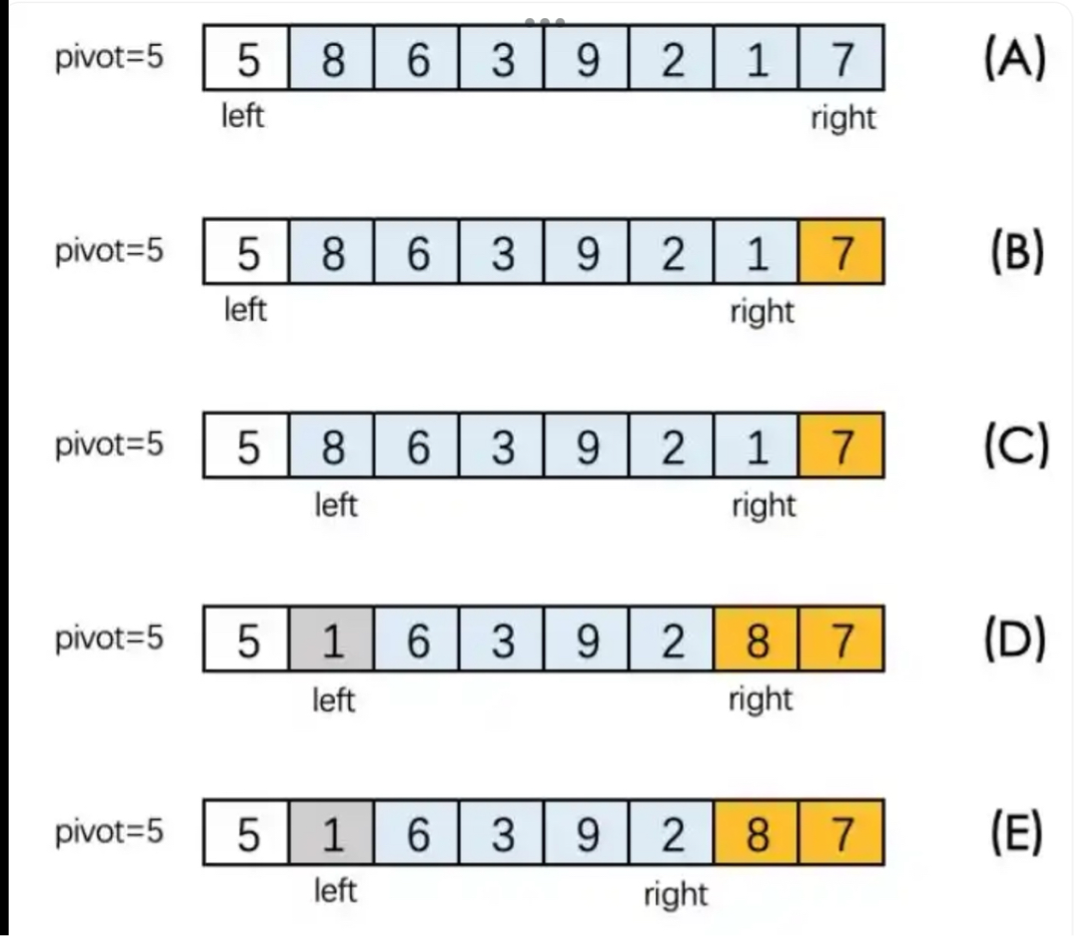 pivot=5 5 8 6 3 9 2 1 7 (A)
left right
pivot=5 5 8 6 3 9 2 1 7 (B)
left right
pivot=5 5 8 6 3 9 2 1 7 (C)
left right
pivot=5 5 1 6 3 9 2 8 7 (D)
left right
pivot=5 5 1 6 3 9 2 8 7 (E)
left right